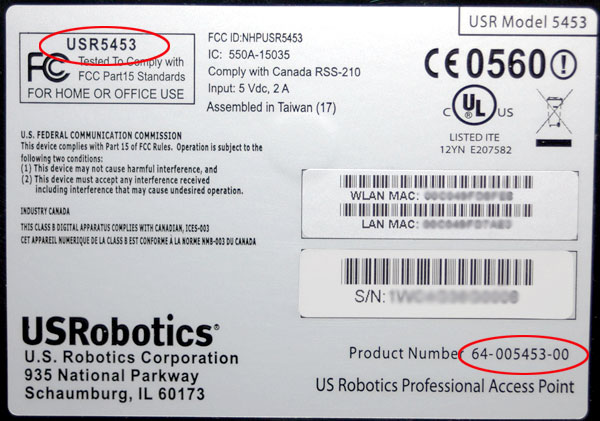 USR5453
Tested To Comply with
FCC FCC Part15 Standards
FOR HOME OR OFFICE USE
FCC ID:NHPUSR5453
IC: 550A-15035
Comply with Canada RSS-210
Input: 5 Vdc, 2 A
Assembled in Taiwan (17)
USR Model 5453
CE0560!
C UL US
LISTED ITE
12YN E207582
U.S. FEDERAL COMMUNICATION COMMISSION
This device complies with Part 15 of FCC Rules. Operation is subject to the
following two conditions:
(1) This device may not cause harmful interference, and
(2) This device must accept any interference received
including interference that may cause undesired operation.
INDUSTRY CANADA
THIS CLASS B DIGITAL APPARATUS COMPLIES WITH CANADIAN, ICES-003
CET APPAREIL NUMERIQUE DE LA CLASS B EST CONFORMÉ À LA NORME NMB-003 DU CANADA
WLAN MAC:
LAN MAC:
S/N:
USRobotics®
U.S. Robotics Corporation
935 National Parkway
Schaumburg, IL 60173
Product Number 64-005453-00
US Robotics Professional Access Point